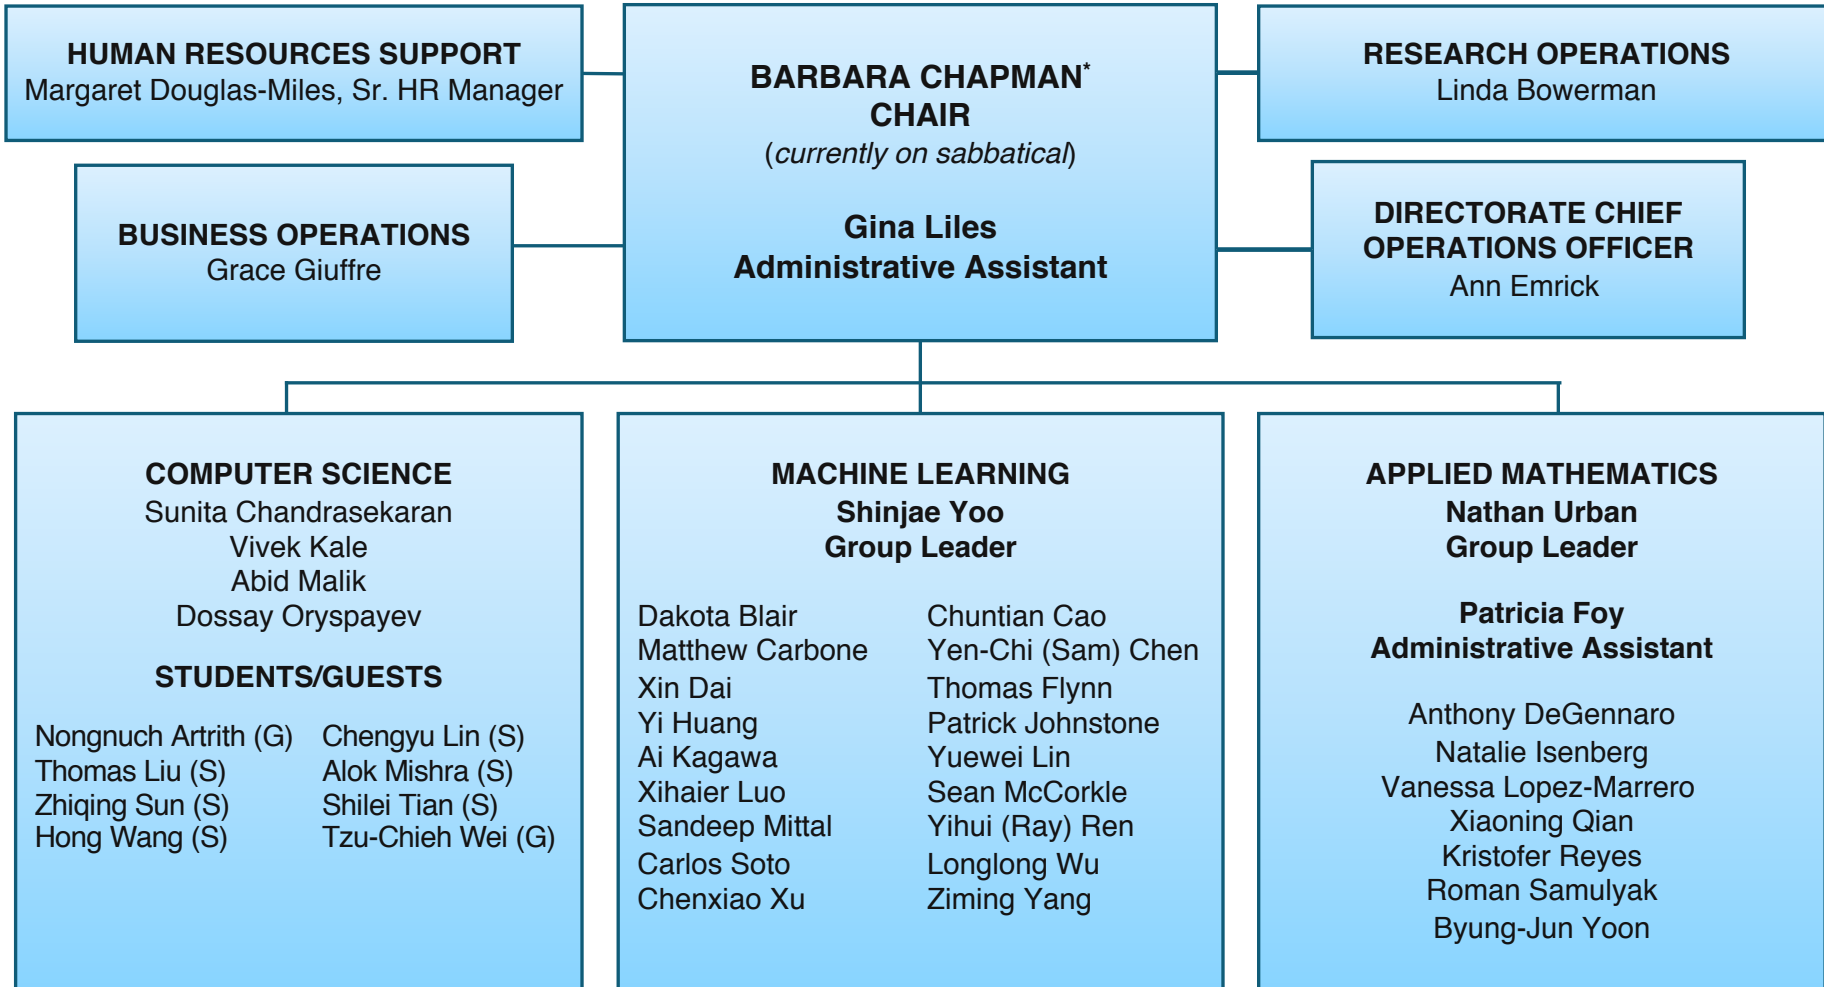 HUMAN RESOURCES SUPPORT
Margaret Douglas-Miles, Sr. HR Manager
BARBARA CHAPMAN*
CHAIR
(currently on sabbatical)
Gina Liles
Administrative Assistant
RESEARCH OPERATIONS
Linda Bowerman
BUSINESS OPERATIONS
Grace Giuffre
DIRECTORATE CHIEF
OPERATIONS OFFICER
Ann Emrick
COMPUTER SCIENCE
Sunita Chandrasekaran
Vivek Kale
Abid Malik
Dossay Oryspayev
STUDENTS/GUESTS
Nongnuch Artrith (G) Chengyu Lin (S)
Thomas Liu (S) Alok Mishra (S)
Zhiqing Sun (S) Shilei Tian (S)
Hong Wang (S) Tzu-Chieh Wei (G)
MACHINE LEARNING
Shinjae Yoo
Group Leader
Dakota Blair Chuntian Cao
Matthew Carbone Yen-Chi (Sam) Chen
Xin Dai Thomas Flynn
Yi Huang Patrick Johnstone
Ai Kagawa Yuewei Lin
Xihaier Luo Sean McCorkle
Sandeep Mittal Yihui (Ray) Ren
Carlos Soto Longlong Wu
Chenxiao Xu Ziming Yang
APPLIED MATHEMATICS
Nathan Urban
Group Leader
Patricia Foy
Administrative Assistant
Anthony DeGennaro
Natalie Isenberg
Vanessa Lopez-Marrero
Xiaoning Qian
Kristofer Reyes
Roman Samulyak
Byung-Jun Yoon